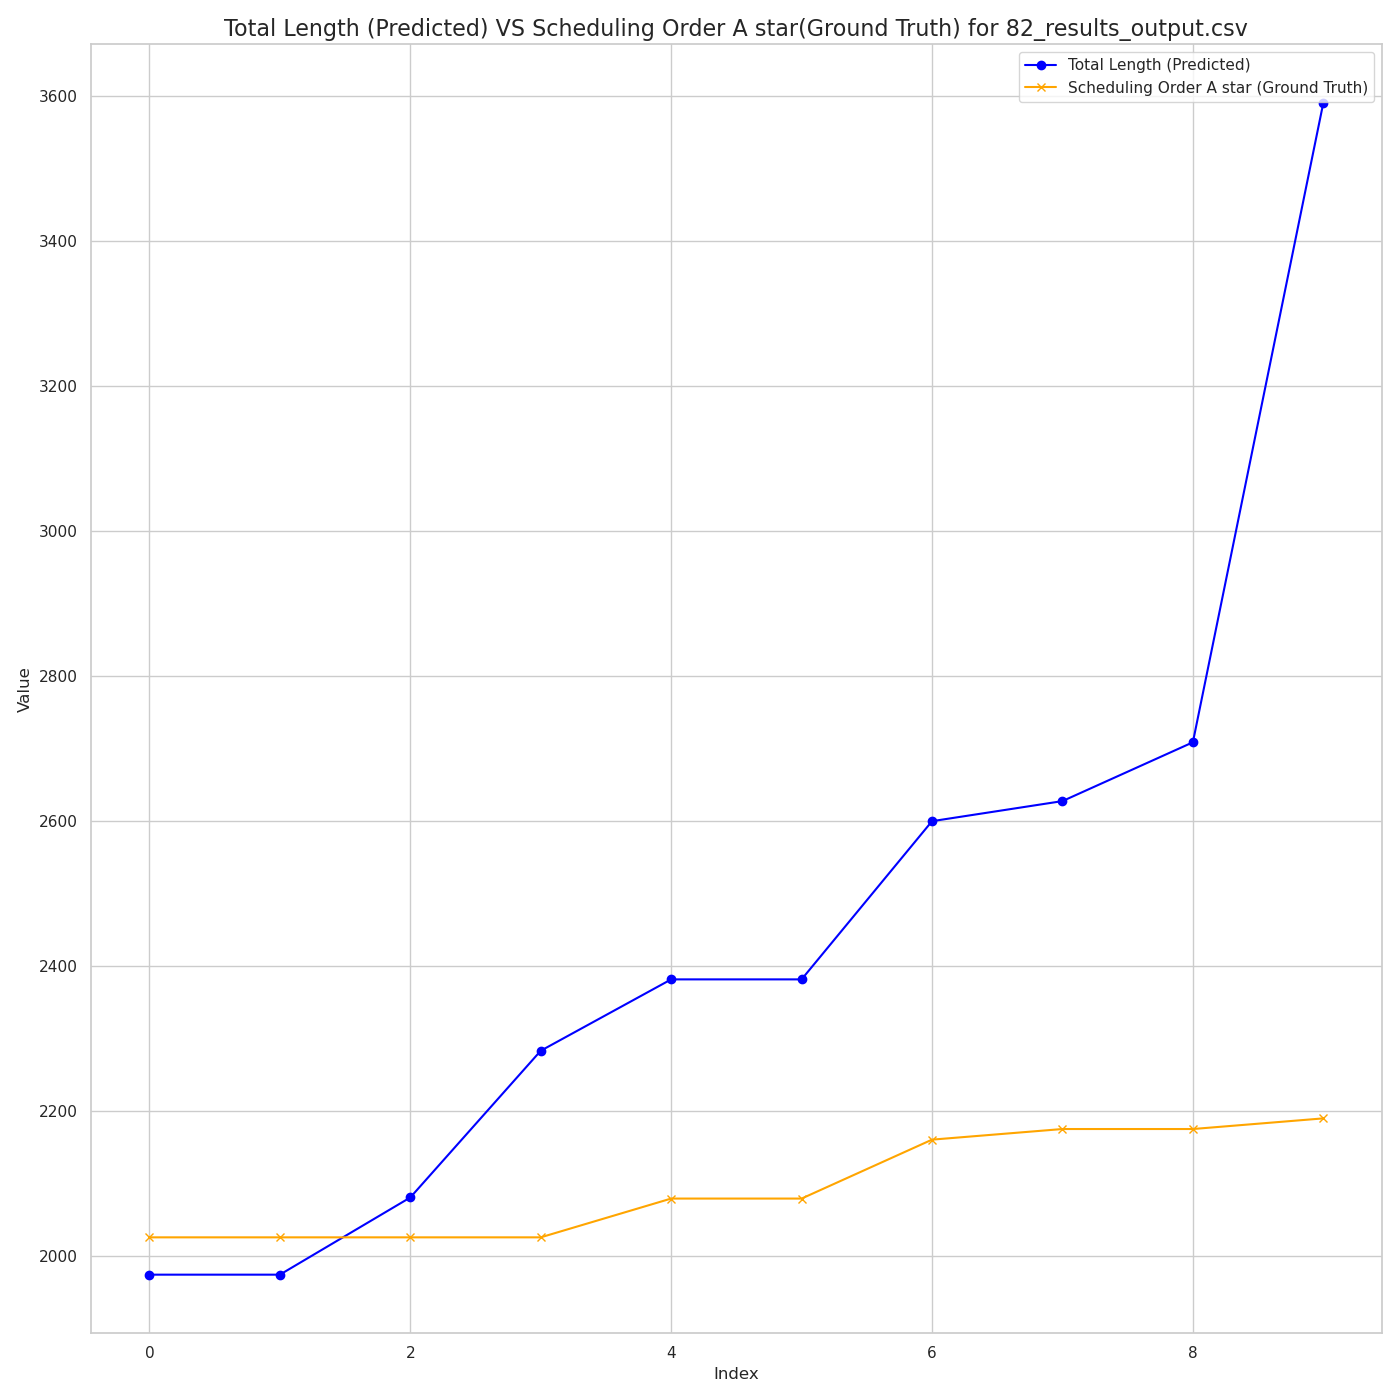 Total Length (Predicted) VS Scheduling Order A star(Ground Truth) for 82_results_output.csv
Total Length (Predicted)
Scheduling Order A star (Ground Truth)
3600
3400
3200
3000
2800
2600
2400
2200
2000
Value
0 2 4 6 8
Index